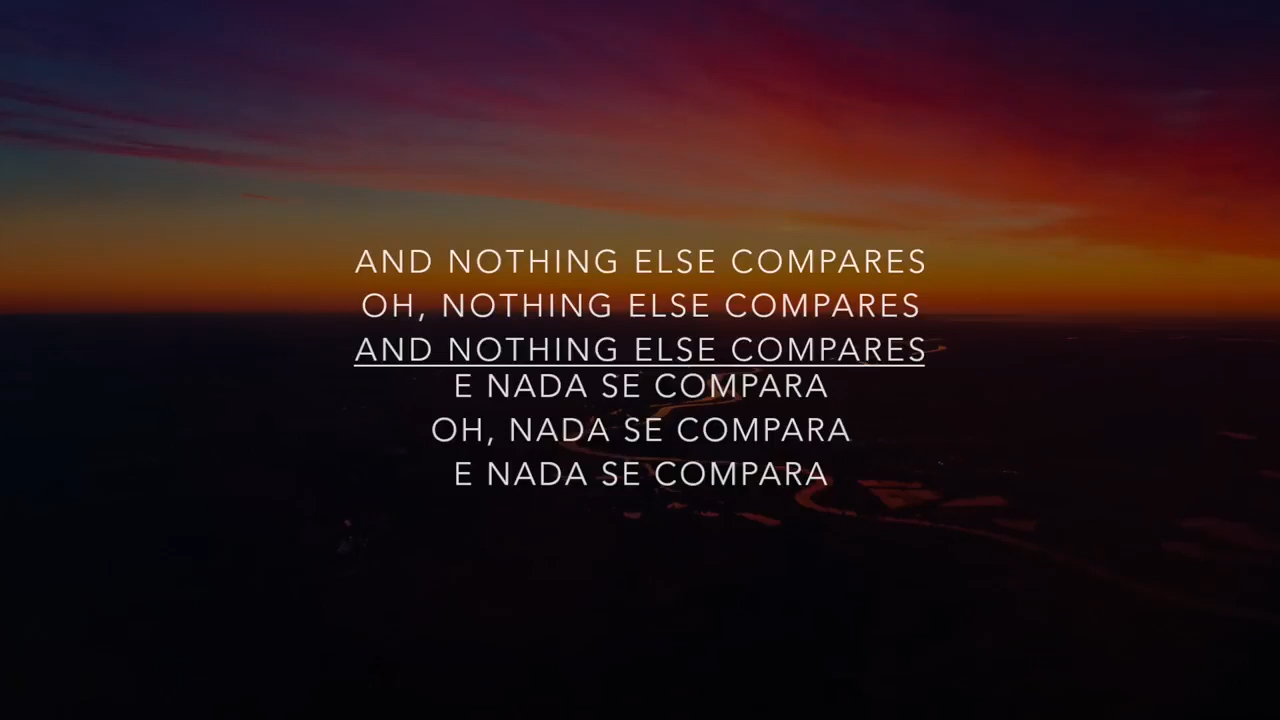 AND NOTHING ELSE COMPARES
OH, NOTHING ELSE COMPARES
AND NOTHING ELSE COMPARES
E NADA SE COMPARA
OH, NADA SE COMPARA
E NADA SE COMPARA